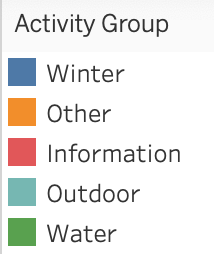 Activity Group
Winter
Other
Information
Outdoor
Water